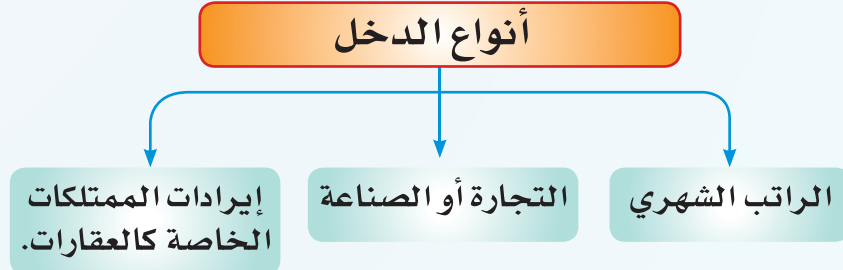 أنواع الدخل
الراتب الشهري
التجارة أو الصناعة
إيرادات الممتلكات
الخاصة كالعقارات.